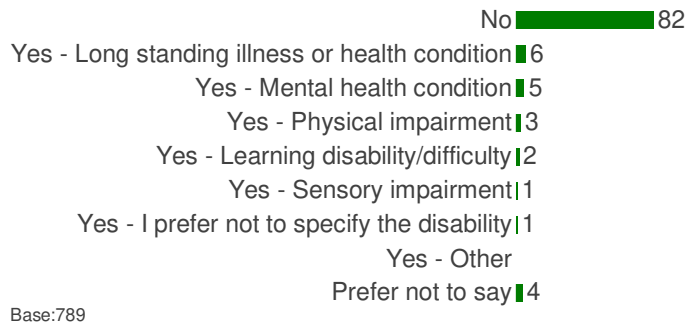 No 82
Yes - Long standing illness or health condition 6
Yes - Mental health condition 5
Yes - Physical impairment 3
Yes - Learning disability/difficulty 2
Yes - Sensory impairment 1
Yes - I prefer not to specify the disability 1
Yes - Other
Prefer not to say 4
Base:789